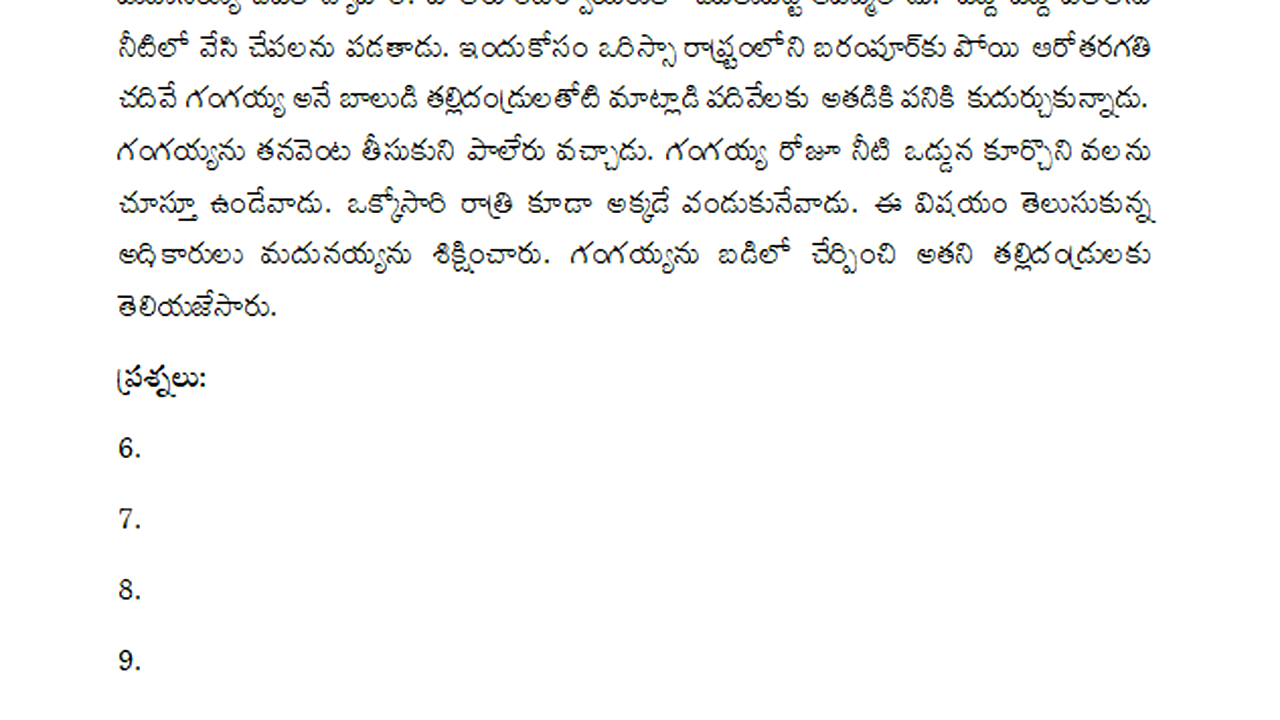 నీటిలో వేసి చేపలను పడతాడు. ఇందుకోసం ఒరిస్సా రాష్ట్రంలోని బరంపూర్‌కు పోయి ఆరోతరగతి
చదివే గంగయ్య అనే బాలుడి తల్లిదండ్రులతోటి మాట్లాడి పదివేలకు అతడికి పనికి కుదుర్చుకున్నాడు.
గంగయ్యను తనవెంట తీసుకుని పాలేరు వచ్చాడు. గంగయ్య రోజూ నీటి ఒడ్డున కూర్చొని వలను
చూస్తూ ఉండేవాడు. ఒక్కోసారి రాత్రి కూడా అక్కడే వండుకునేవాడు. ఈ విషయం తెలుసుకున్న
అధికారులు మదునయ్యను శిక్షించారు. గంగయ్యను బడిలో చేర్పించి అతని తల్లిదండ్రులకు
తెలియజేసారు.
ప్రశ్నలు:
6.
7.
8.
9.